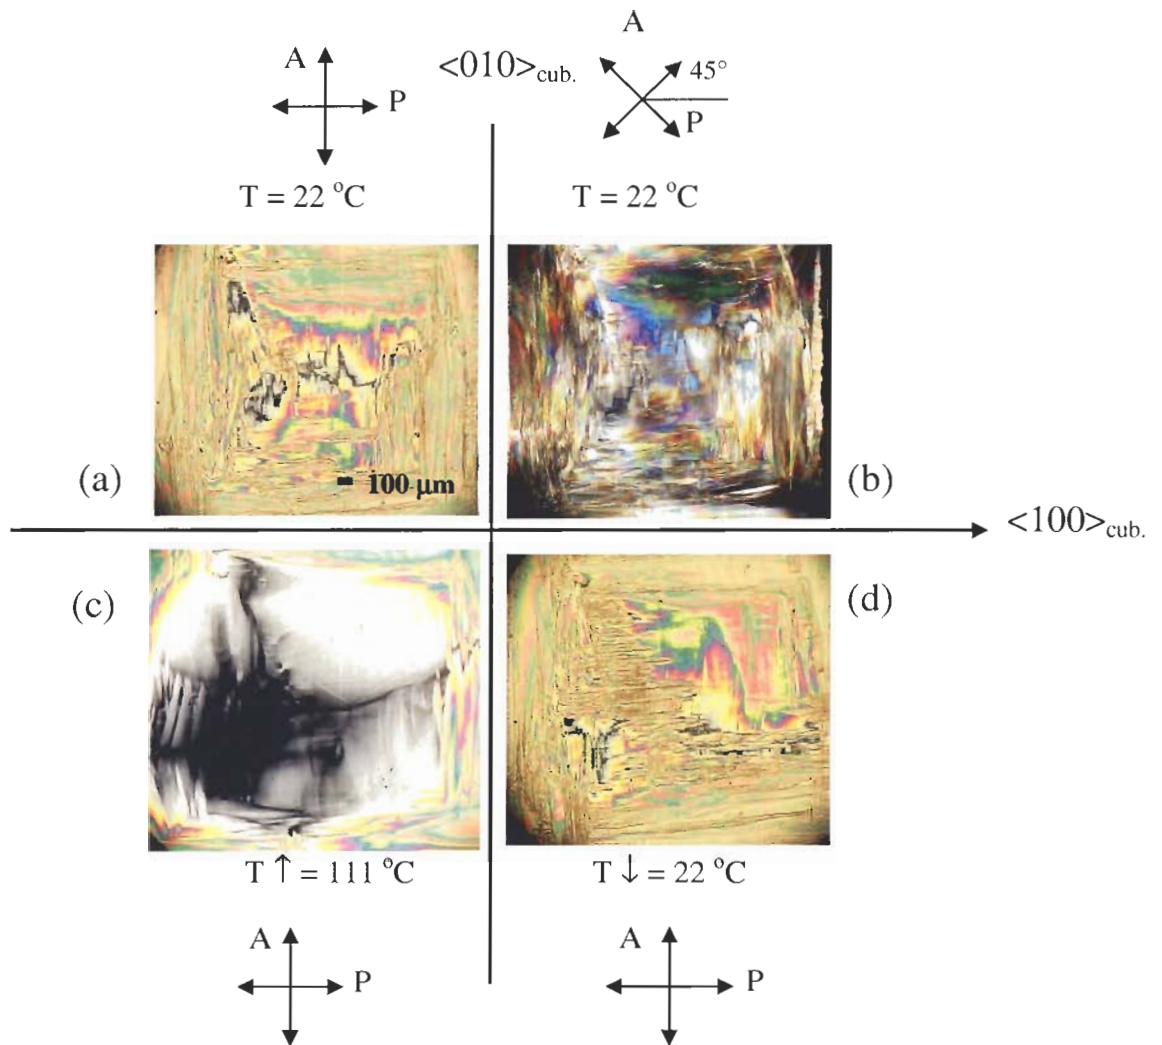 A
A
<010>cub.
45°
P
P
T = 22 °C
T = 22 °C
(a)
100 μm
(b)
<100>cub.
(c)
(d)
T ↑ = 111 °C
T ↓ = 22 °C
A
P
A
P